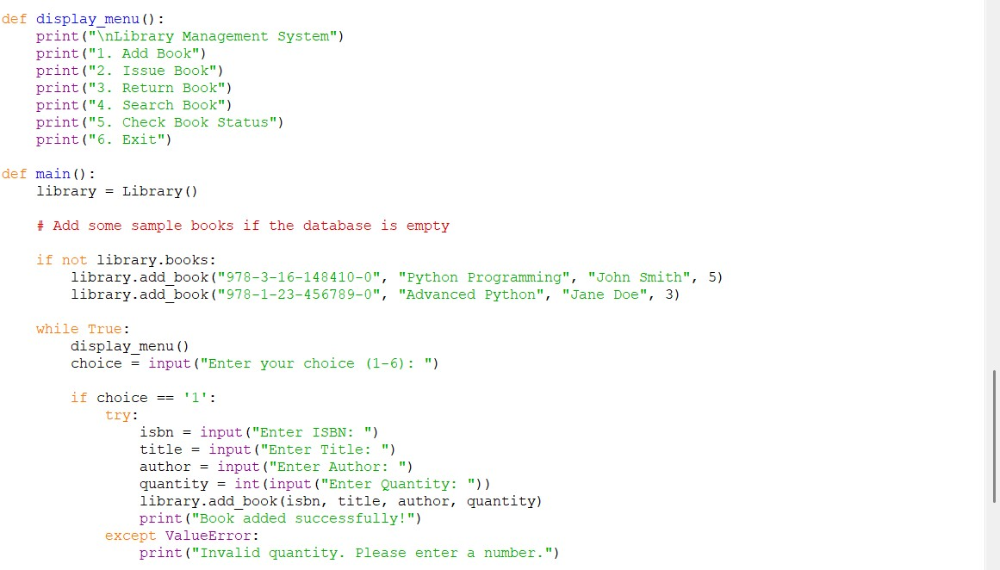 def display_menu():
    print("\nLibrary Management System")
    print("1. Add Book")
    print("2. Issue Book")
    print("3. Return Book")
    print("4. Search Book")
    print("5. Check Book Status")
    print("6. Exit")

def main():
    library = Library()

    # Add some sample books if the database is empty

    if not library.books:
        library.add_book("978-3-16-148410-0", "Python Programming", "John Smith", 5)
        library.add_book("978-1-23-456789-0", "Advanced Python", "Jane Doe", 3)

    while True:
        display_menu()
        choice = input("Enter your choice (1-6): ")

        if choice == '1':
            try:
                isbn = input("Enter ISBN: ")
                title = input("Enter Title: ")
                author = input("Enter Author: ")
                quantity = int(input("Enter Quantity: "))
                library.add_book(isbn, title, author, quantity)
                print("Book added successfully!")
            except ValueError:
                print("Invalid quantity. Please enter a number.")